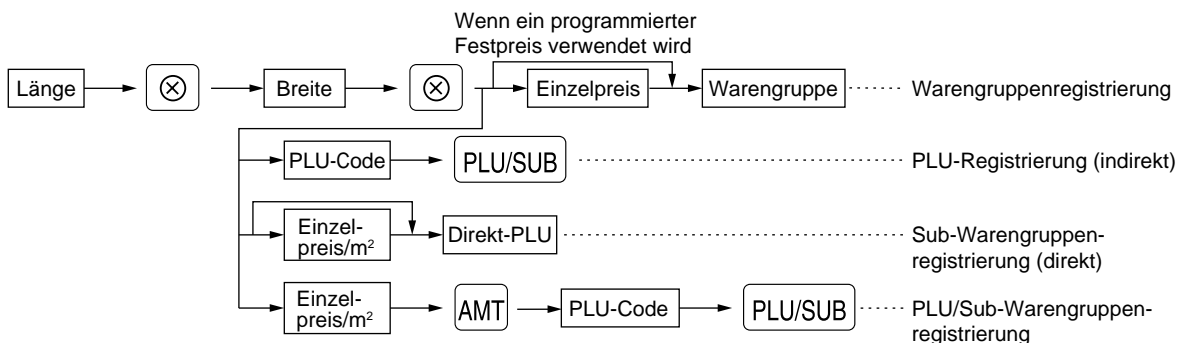 Wenn ein programmierter
Festpreis verwendet wird
Länge ⊗ Breite ⊗ Einzelpreis Warengruppe Warengruppenregistrierung
PLU-Code PLU/SUB PLU-Registrierung (indirekt)
Einzel-
preis/m²
Direkt-PLU
Sub-Warengruppen-
registrierung (direkt)
Einzel-
preis/m²
AMT PLU-Code PLU/SUB
PLU/Sub-Warengruppen-
registrierung